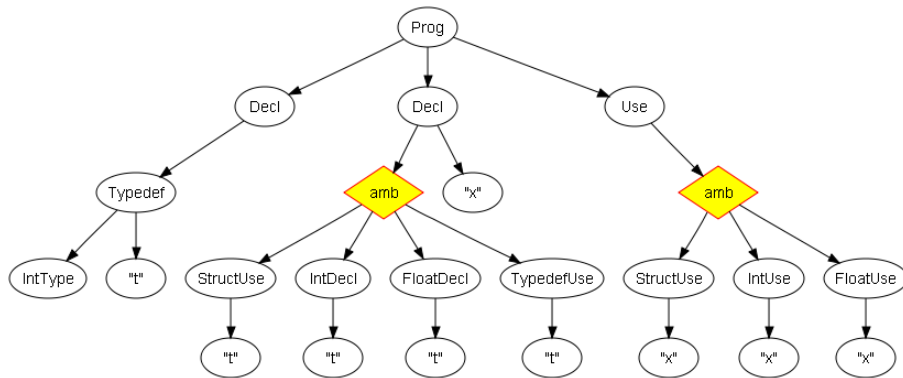 Prog
Decl Decl Use
Typedef amb "x" amb
IntType "t" StructUse IntDecl FloatDecl TypedefUse StructUse IntUse FloatUse
"t" "t" "t" "t" "x" "x" "x"